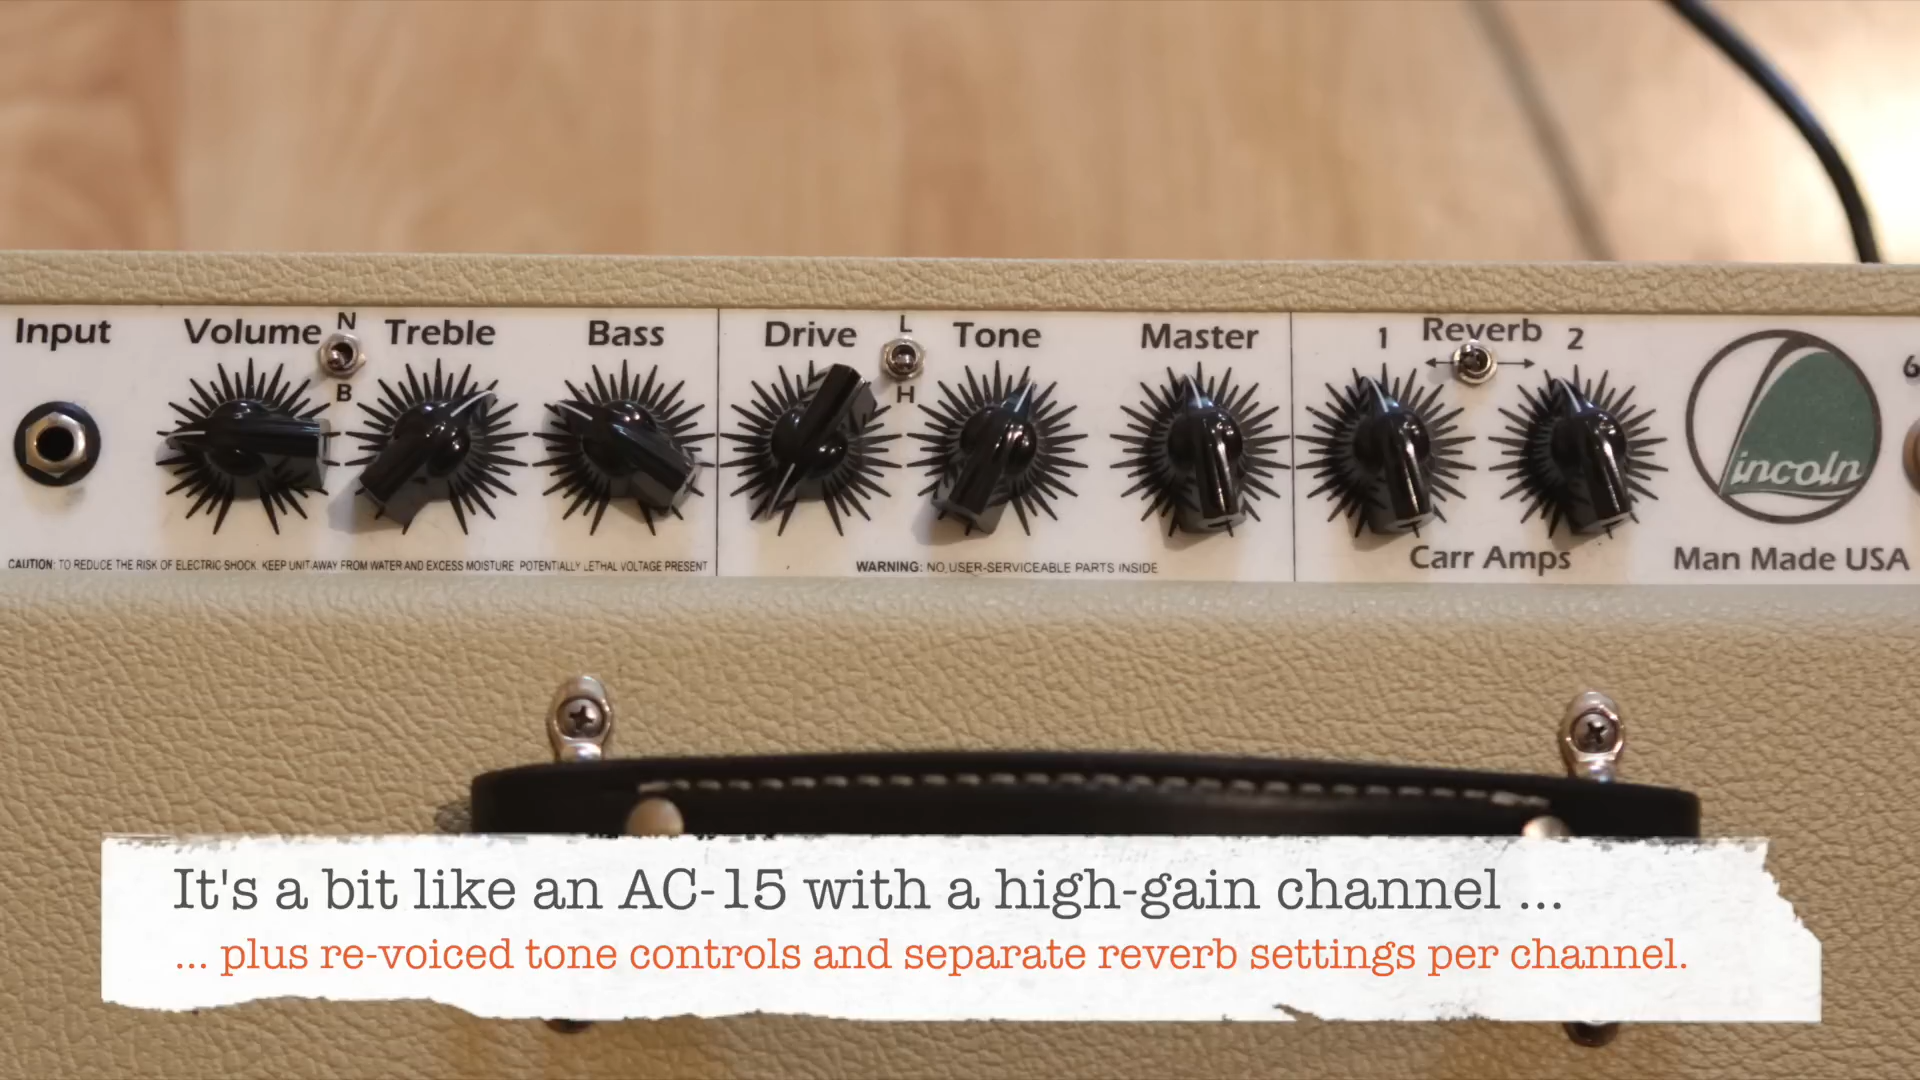 Input
Volume
N
B
Treble
Bass
Drive
L
H
Tone
Master
1
Reverb
2
incoln
6
CAUTION: TO REDUCE THE RISK OF ELECTRIC SHOCK. KEEP UNIT AWAY FROM WATER AND EXCESS MOISTURE POTENTIALLY LETHAL VOLTAGE PRESENT
WARNING: NO USER-SERVICEABLE PARTS INSIDE
Carr Amps
Man Made USA
It's a bit like an AC-15 with a high-gain channel ...
... plus re-voiced tone controls and separate reverb settings per channel.